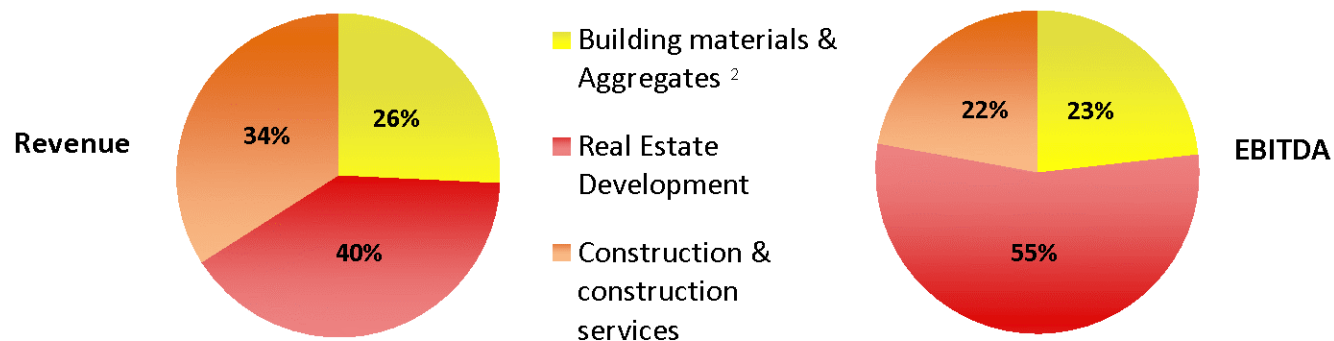 Revenue
34%
26%
40%
Building materials &
Aggregates ²
Real Estate
Development
Construction &
construction
services
22%
23%
55%
EBITDA